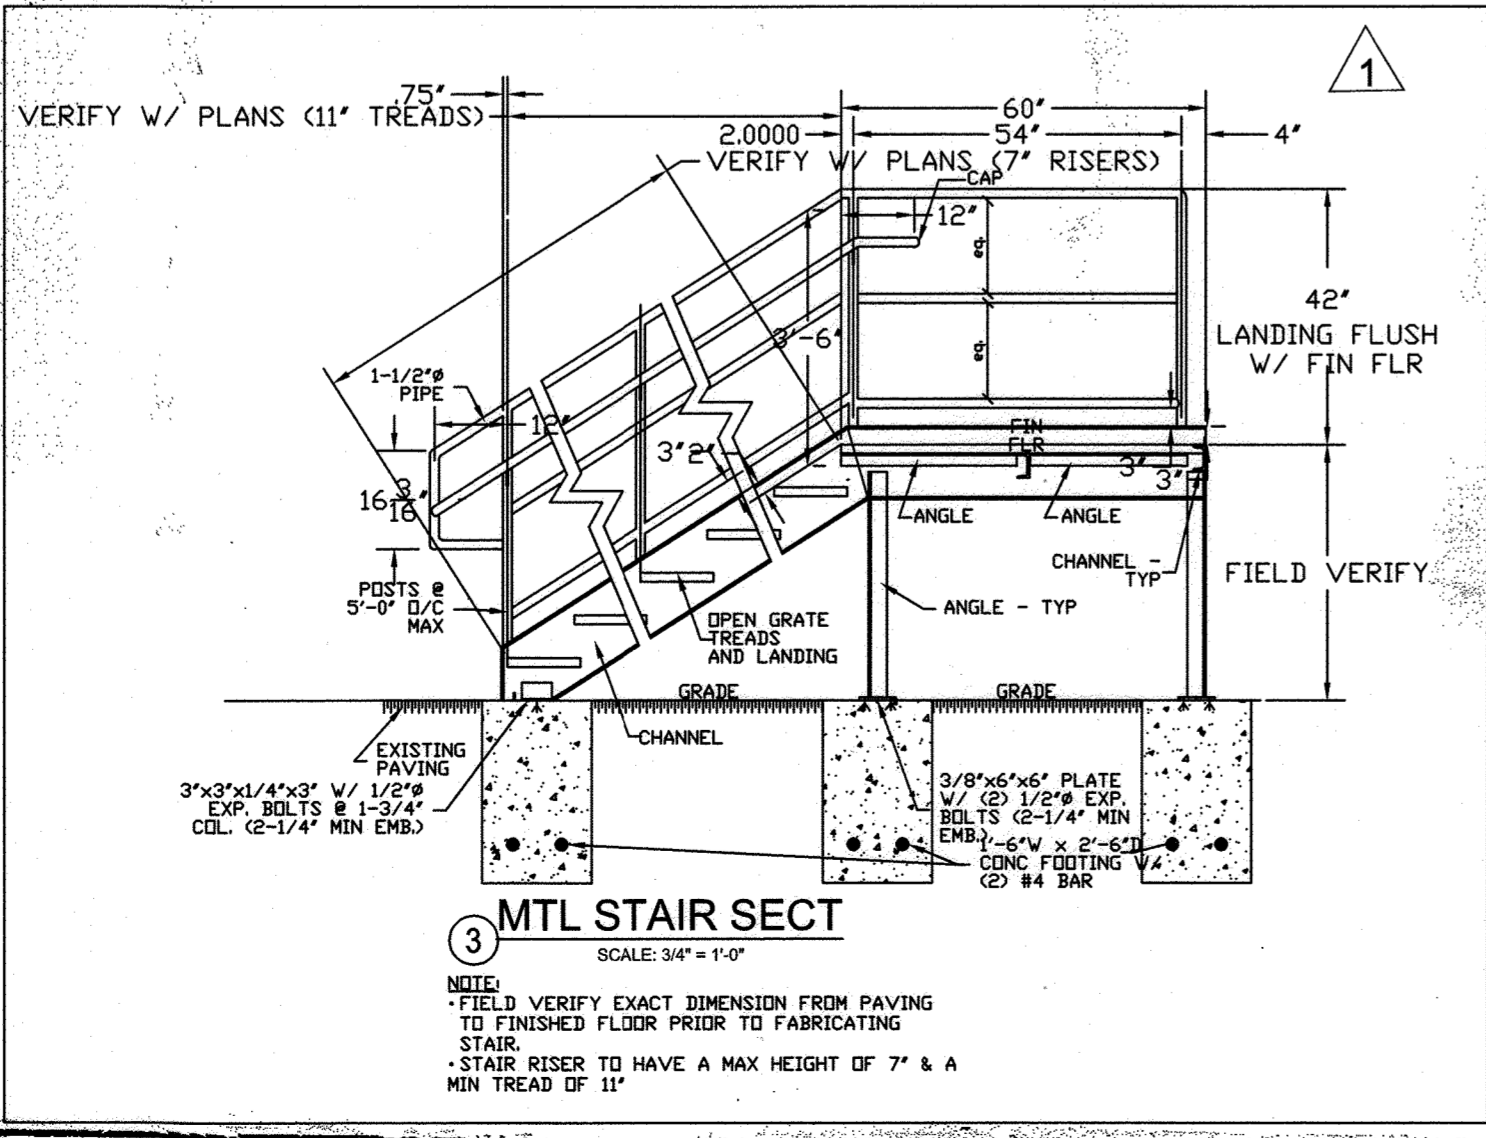 1
.75"
VERIFY W/ PLANS (11" TREADS)
60"
2.0000
54"
4"
VERIFY W/ PLANS (7" RISERS)
CAP
12"
eq.
42"
LANDING FLUSH
W/ FIN FLR
3'-6"
eq.
1-1/2"ø
PIPE
12"
FIN
FLR
3"
2"
3"
3"
16 3/16"
ANGLE
ANGLE
CHANNEL -
TYP
FIELD VERIFY
POSTS @
5'-0" O/C
MAX
ANGLE - TYP
OPEN GRATE
TREADS
AND LANDING
GRADE
GRADE
CHANNEL
EXISTING
PAVING
3"x3"x1/4"x3" W/ 1/2"ø
EXP. BOLTS @ 1-3/4"
COL. (2-1/4" MIN EMB.)
3/8"x6"x6" PLATE
W/ (2) 1/2"ø EXP.
BOLTS (2-1/4" MIN
EMB.)
1'-6"W x 2'-6"D
CONC FOOTING W/
(2) #4 BAR
3
MTL STAIR SECT
SCALE: 3/4" = 1'-0"
NOTE:
·FIELD VERIFY EXACT DIMENSION FROM PAVING
TO FINISHED FLOOR PRIOR TO FABRICATING
STAIR.
·STAIR RISER TO HAVE A MAX HEIGHT OF 7" & A
MIN TREAD OF 11"